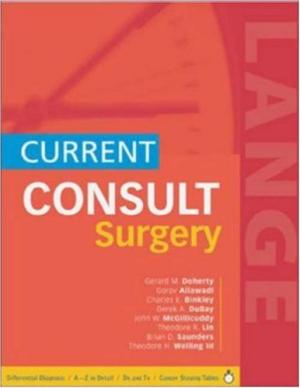 LANGE
CURRENT
CONSULT
Surgery
Gerard M. Doherty
Gorav Ailawadi
Charles E. Binkley
Derek A. DuBay
John W. McGillicuddy
Theodore R. Lin
Brian D. Saunders
Theodore H. Welling III
Differential Diagnosis / A—Z in Detail / Dx and Tx / Cancer Staging Tables